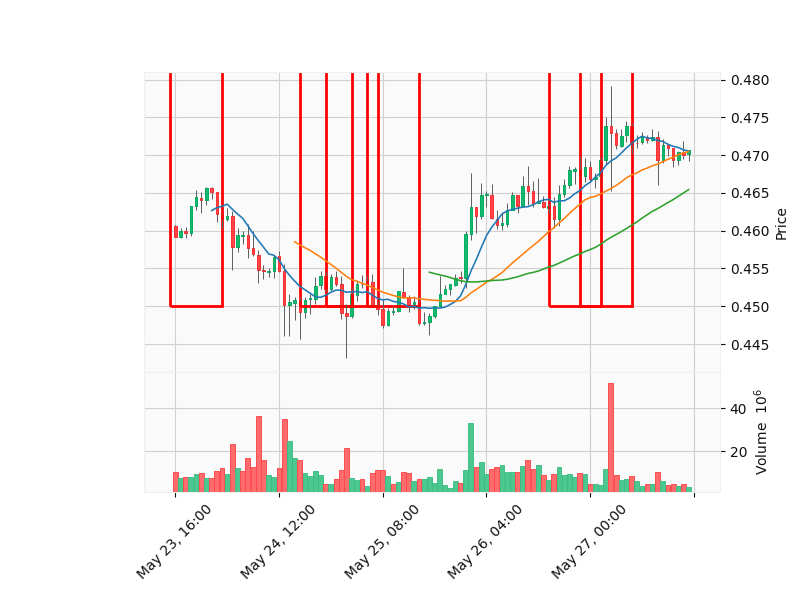 0.480
0.475
0.470
0.465
0.460
0.455
0.450
0.445
Price
40
20
Volume 10^6
May 23, 16:00
May 24, 12:00
May 25, 08:00
May 26, 04:00
May 27, 00:00